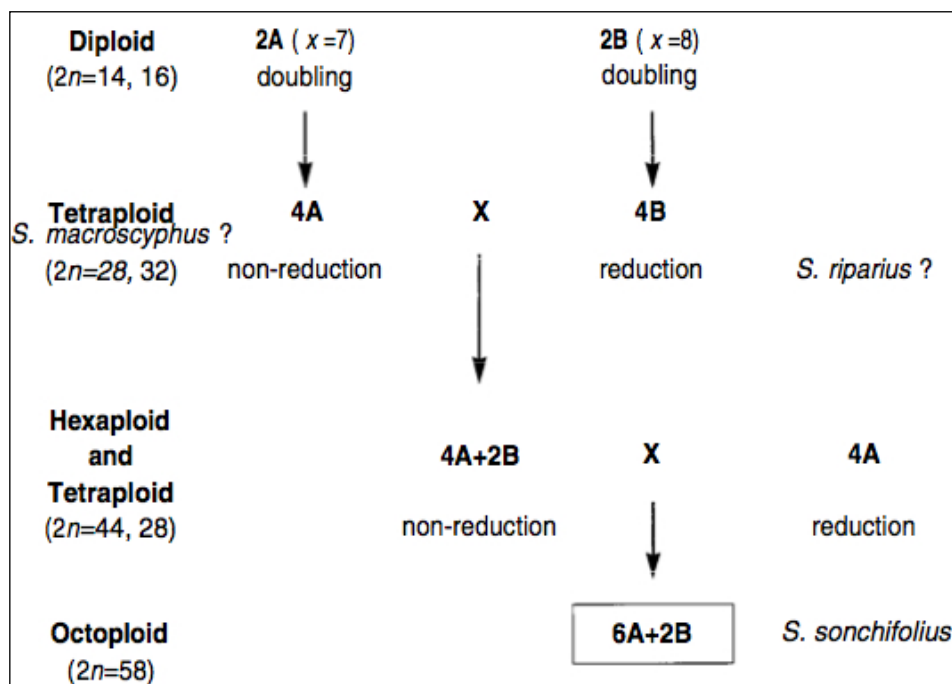 Diploid 2A ( x =7) 2B ( x =8)
(2n=14, 16) doubling doubling
Tetraploid 4A X 4B
S. macroscyphus ?
(2n=28, 32) non-reduction reduction S. riparius ?
Hexaploid
and 4A+2B X 4A
Tetraploid
(2n=44, 28) non-reduction reduction
Octoploid 6A+2B S. sonchifolius
(2n=58)